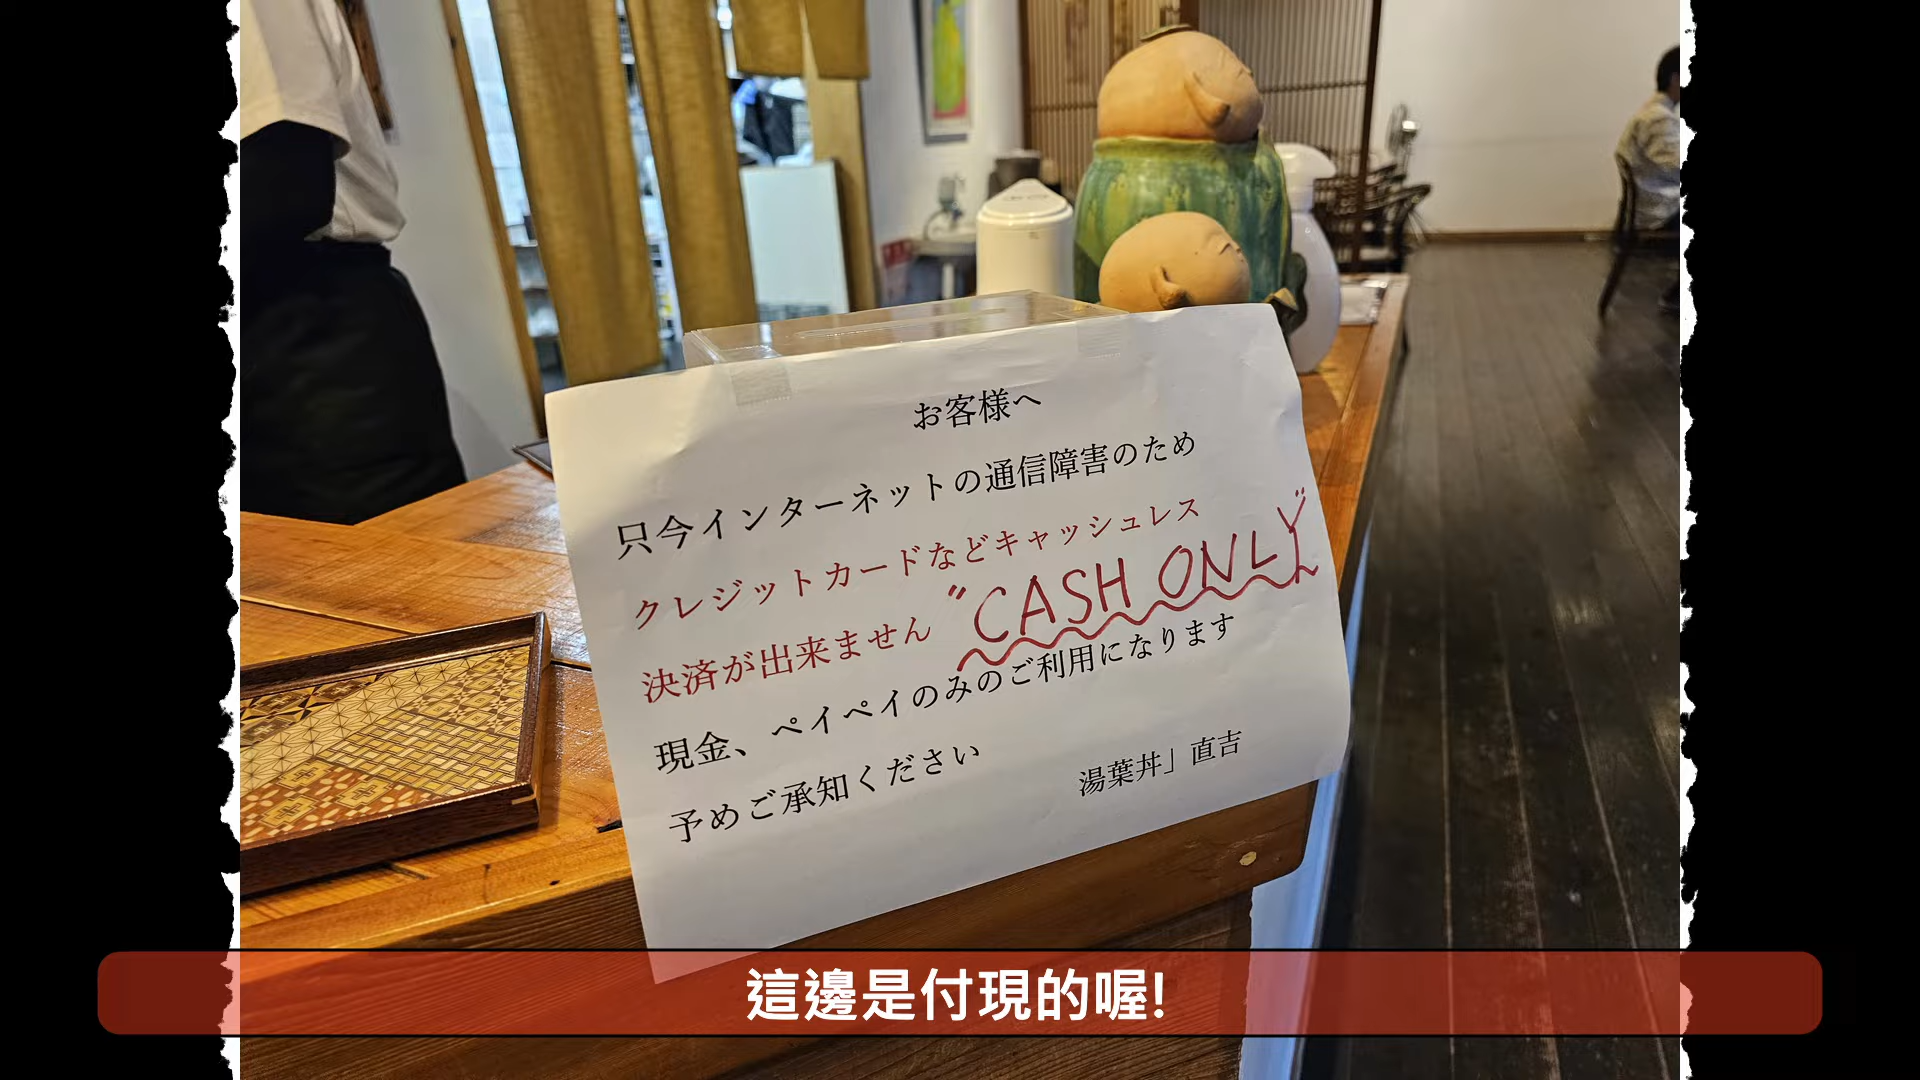 お客様へ
只今インターネットの通信障害のため
クレジットカードなどキャッシュレス
決済が出来ません "CASH ONLY"
現金、ペイペイのみのご利用になります
予めご承知ください
湯葉丼」直吉
這邊是付現的喔!